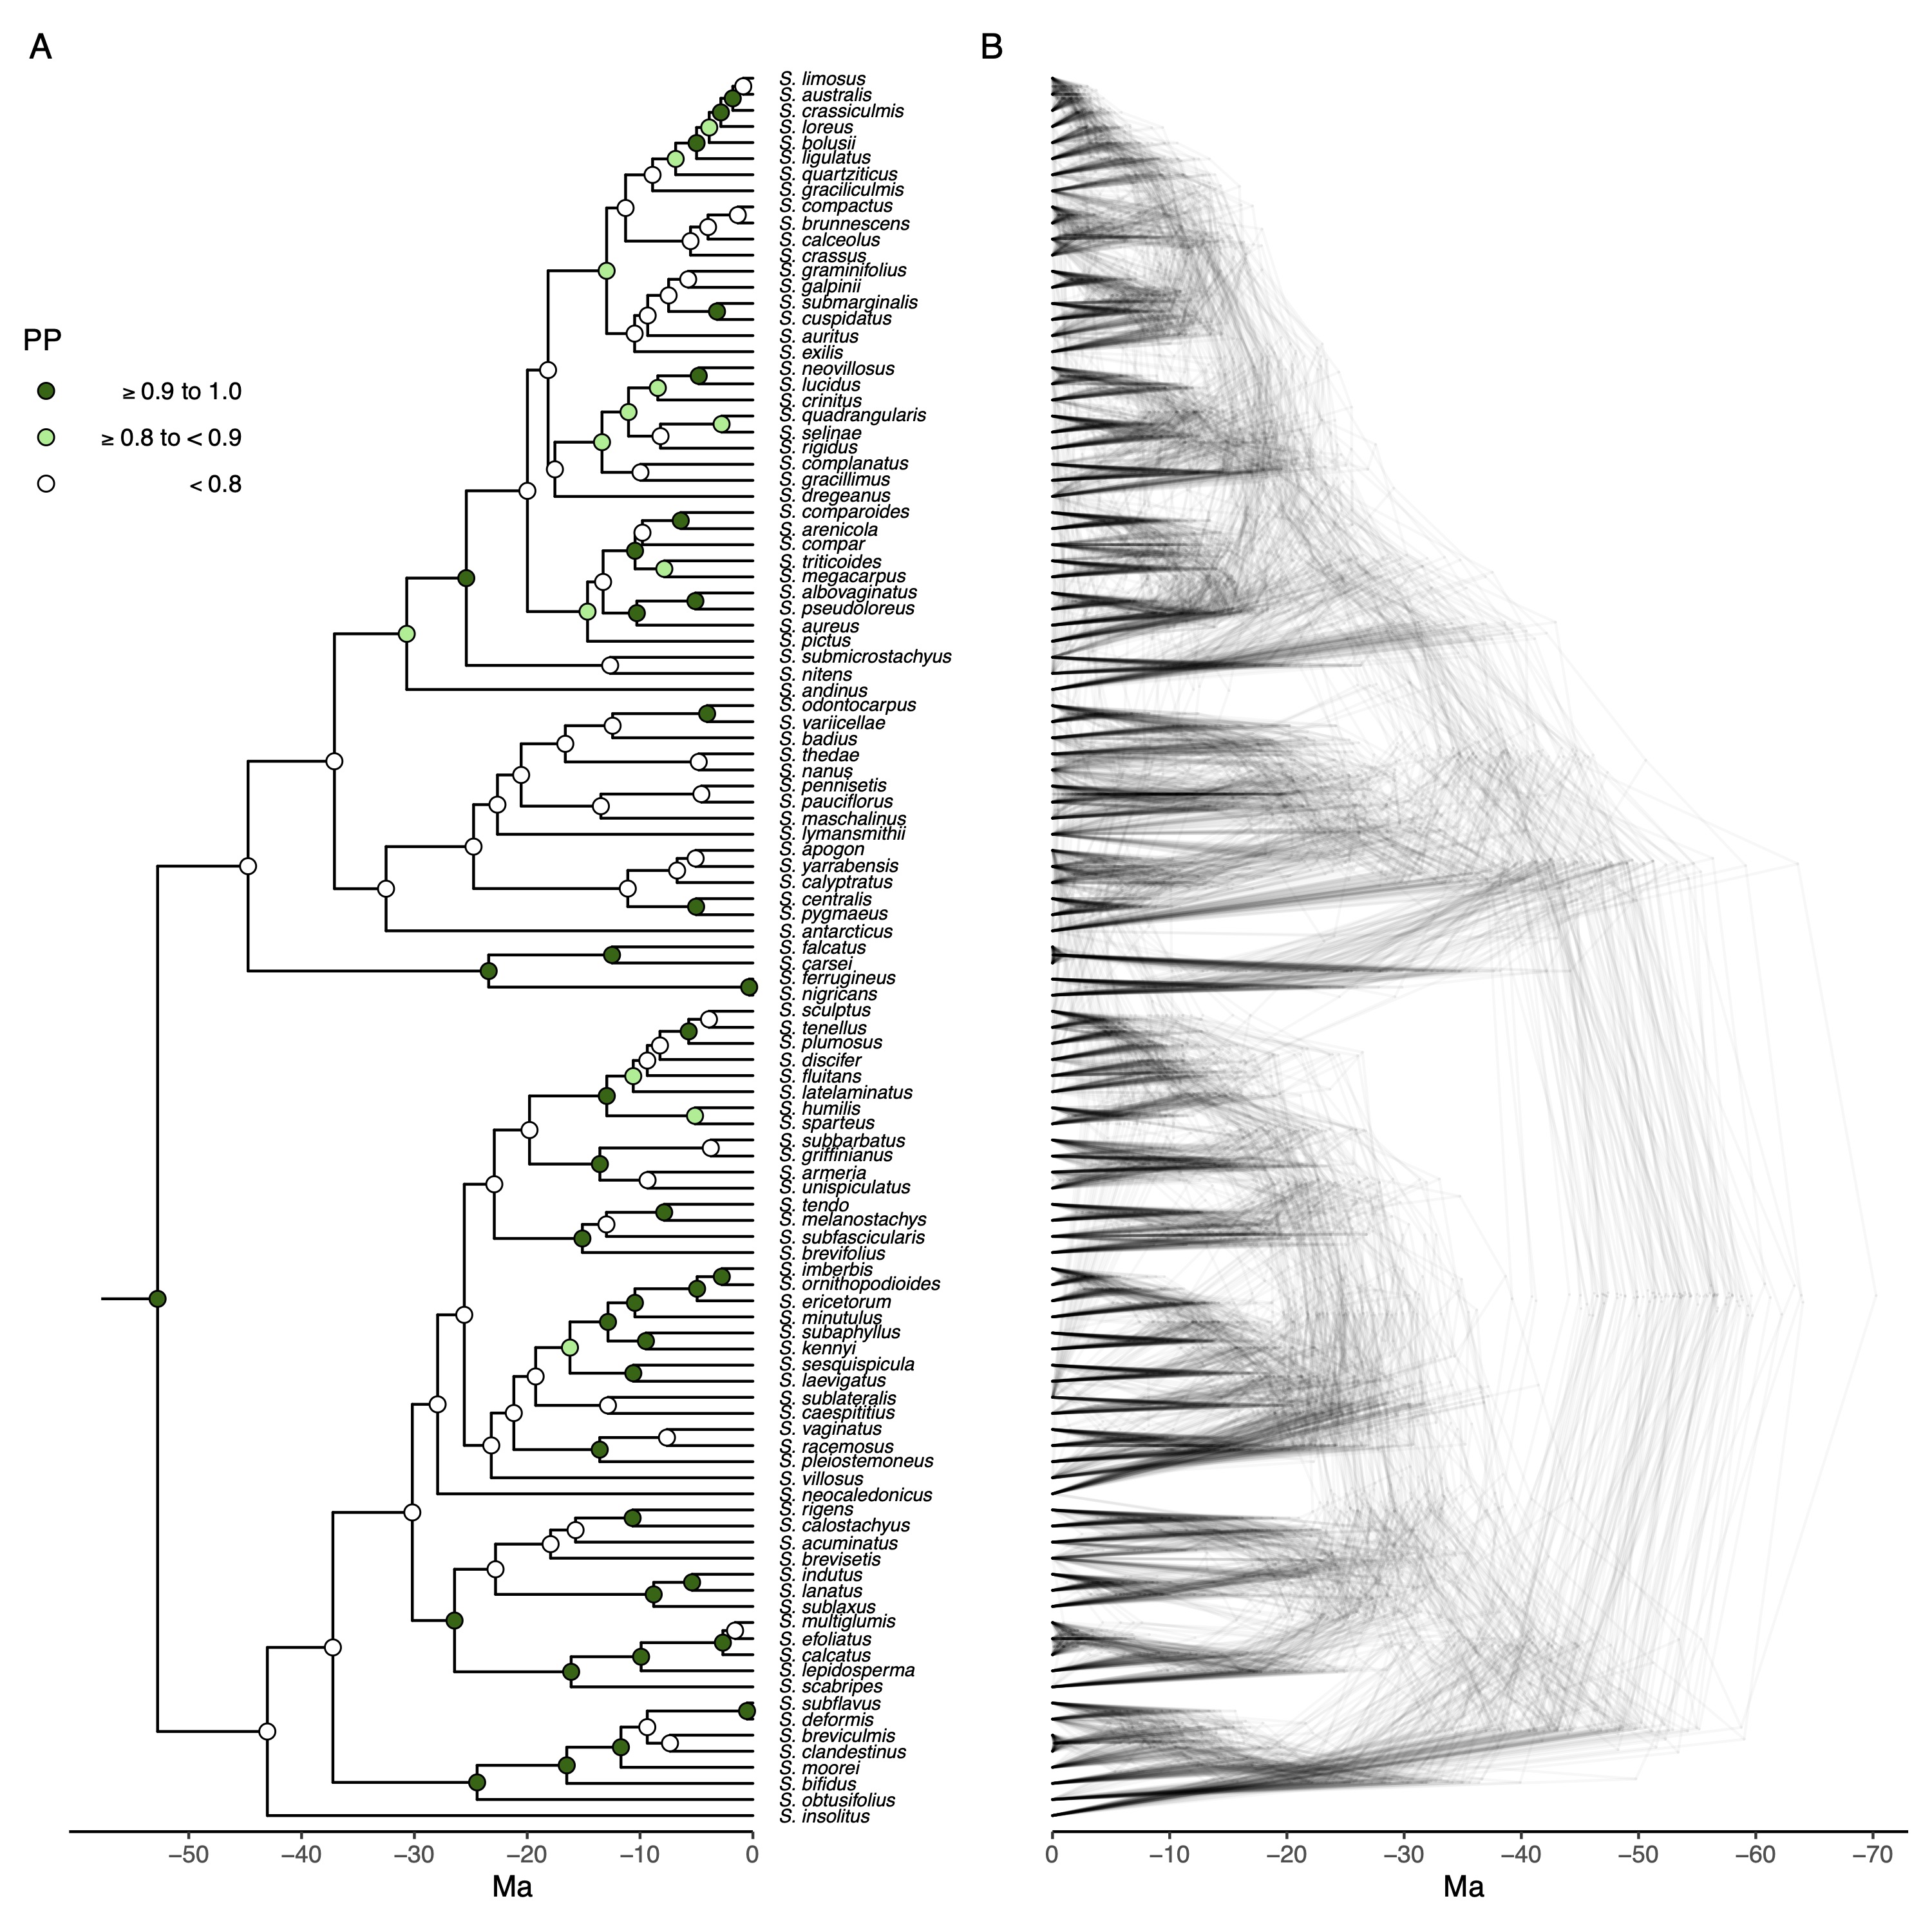 A
B
S. limosus
S. australis
S. crassiculmis
S. loreus
S. bolusii
S. ligulatus
S. quartziticus
S. graciliculmis
S. compactus
S. brunnescens
S. calceolus
S. crassus
S. graminifolius
S. galpinii
S. submarginalis
S. cuspidatus
S. auritus
S. exilis
S. neovillosus
S. lucidus
S. crinitus
S. quadrangularis
S. selinae
S. rigidus
S. complanatus
S. gracillimus
S. dregeanus
S. comparoides
S. arenicola
S. compar
S. triticoides
S. megacarpus
S. albovaginatus
S. pseudoloreus
S. aureus
S. pictus
S. submicrostachyus
S. nitens
S. andinus
S. odontocarpus
S. variicellae
S. badius
S. thedae
S. nanus
S. pennisetis
S. pauciflorus
S. maschalinus
S. lymansmithii
S. apogon
S. yarrabensis
S. calyptratus
S. centralis
S. pygmaeus
S. antarcticus
S. falcatus
S. carsei
S. ferrugineus
S. nigricans
S. sculptus
S. tenellus
S. plumosus
S. discifer
S. fluitans
S. latelaminatus
S. humilis
S. sparteus
S. subbarbatus
S. griffinianus
S. armeria
S. unispiculatus
S. tendo
S. melanostachys
S. subfascicularis
S. brevifolius
S. imberbis
S. ornithopodioides
S. ericetorum
S. minutulus
S. subaphyllus
S. kennyi
S. sesquispicula
S. laevigatus
S. sublateralis
S. caespititius
S. vaginatus
S. racemosus
S. pleiostemoneus
S. villosus
S. neocaledonicus
S. rigens
S. calostachyus
S. acuminatus
S. brevisetis
S. indutus
S. lanatus
S. sublaxus
S. multiglumis
S. efoliatus
S. calcatus
S. lepidosperma
S. scabripes
S. subflavus
S. deformis
S. breviculmis
S. clandestinus
S. moorei
S. bifidus
S. obtusifolius
S. insolitus
PP
≥ 0.9 to 1.0
≥ 0.8 to < 0.9
< 0.8
−50 −40 −30 −20 −10 0
Ma
0 −10 −20 −30 −40 −50 −60 −70
Ma